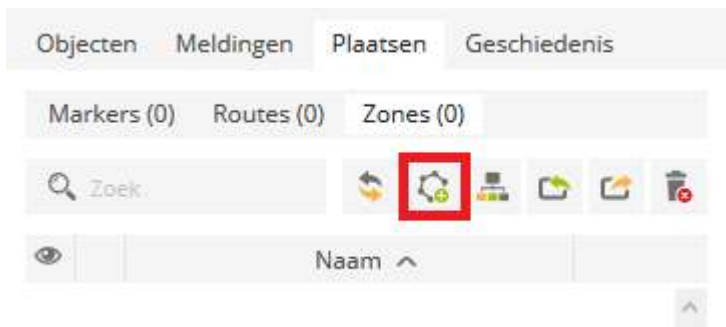 Objecten Meldingen Plaatsen Geschiedenis
Markers (0) Routes (0) Zones (0)
Zoek
Naam